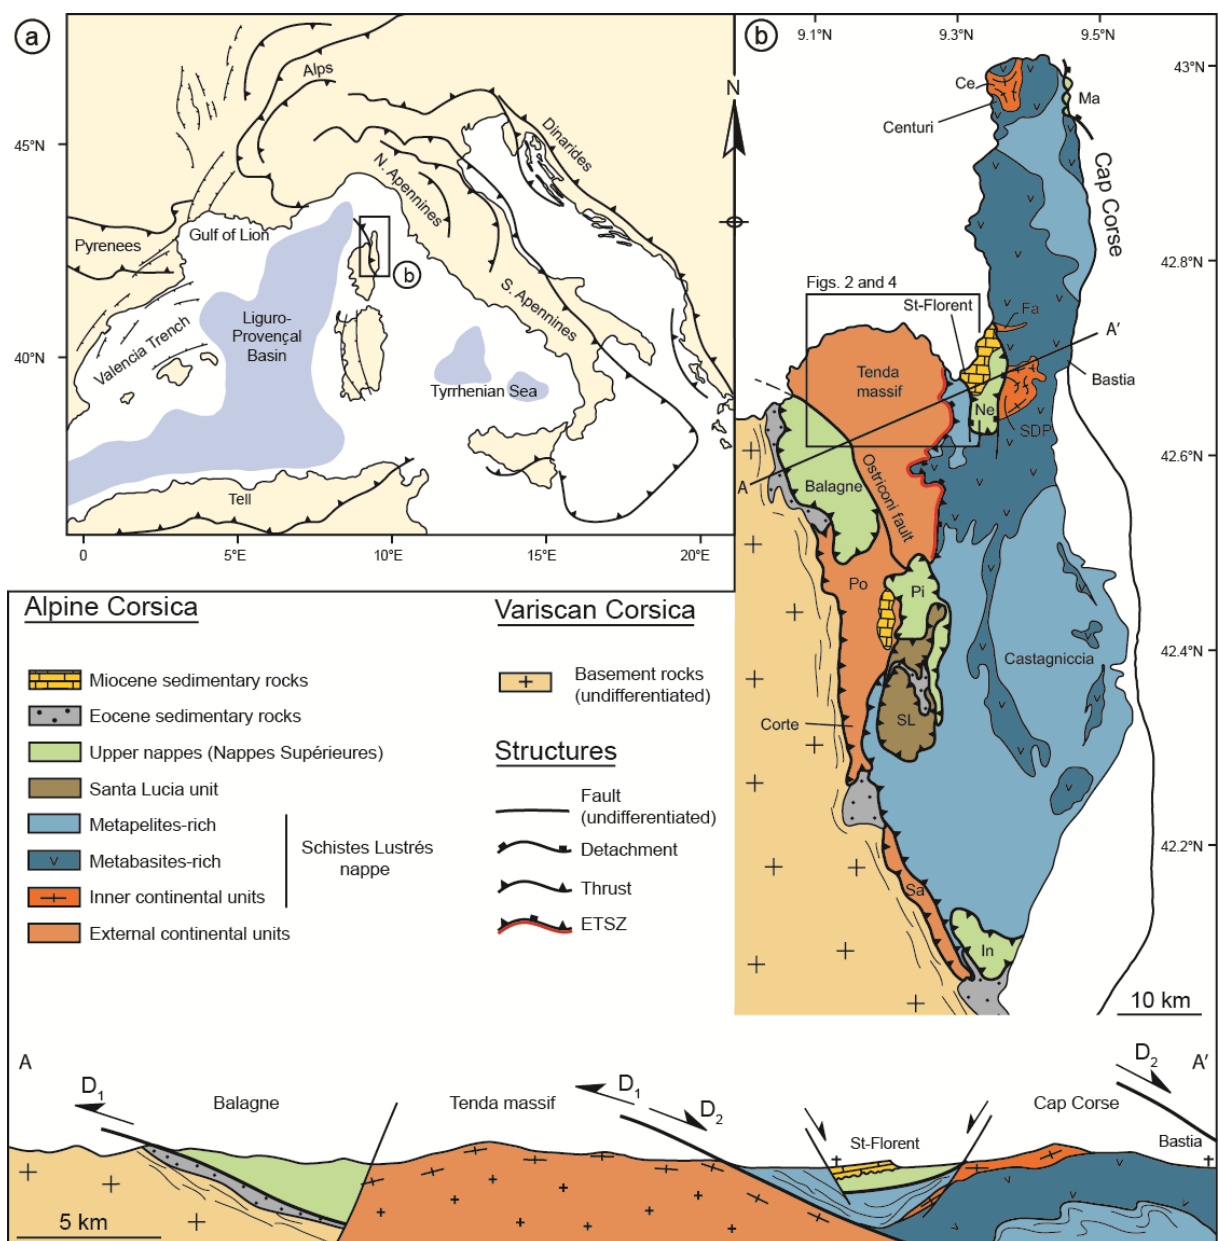 a
Alps
45°N
Dinarides
N. Apennines
Pyrenees
Gulf of Lion
b
S. Apennines
Liguro-
Provençal
Basin
Valencia Trench
40°N
Tyrrhenian Sea
Tell
0
5°E
10°E
15°E
20°E
N
b
9.1°N
9.3°N
9.5°N
43°N
Ce
Ma
Centuri
Cap Corse
42.8°N
Figs. 2 and 4
St-Florent
Fa
A'
Tenda
massif
Bastia
Ne
SDP
42.6°N
A
Balagne
Ostriconi fault
Po
Pi
42.4°N
Castagniccia
Corte
SL
42.2°N
Sa
In
10 km
Alpine Corsica
Miocene sedimentary rocks
Eocene sedimentary rocks
Upper nappes (Nappes Supérieures)
Santa Lucia unit
Metapelites-rich
Metabasites-rich
Inner continental units
External continental units
Schistes Lustrés
nappe
Variscan Corsica
Basement rocks
(undifferentiated)
Structures
Fault
(undifferentiated)
Detachment
Thrust
ETSZ
A
A'
D1
Balagne
Tenda massif
D1
D2
St-Florent
Cap Corse
D2
Bastia
5 km